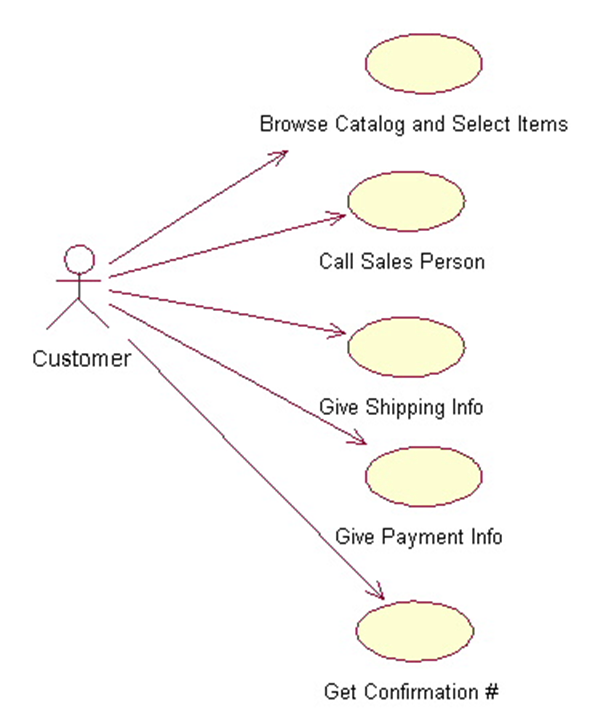 Browse Catalog and Select Items
Call Sales Person
Customer
Give Shipping Info
Give Payment Info
Get Confirmation #